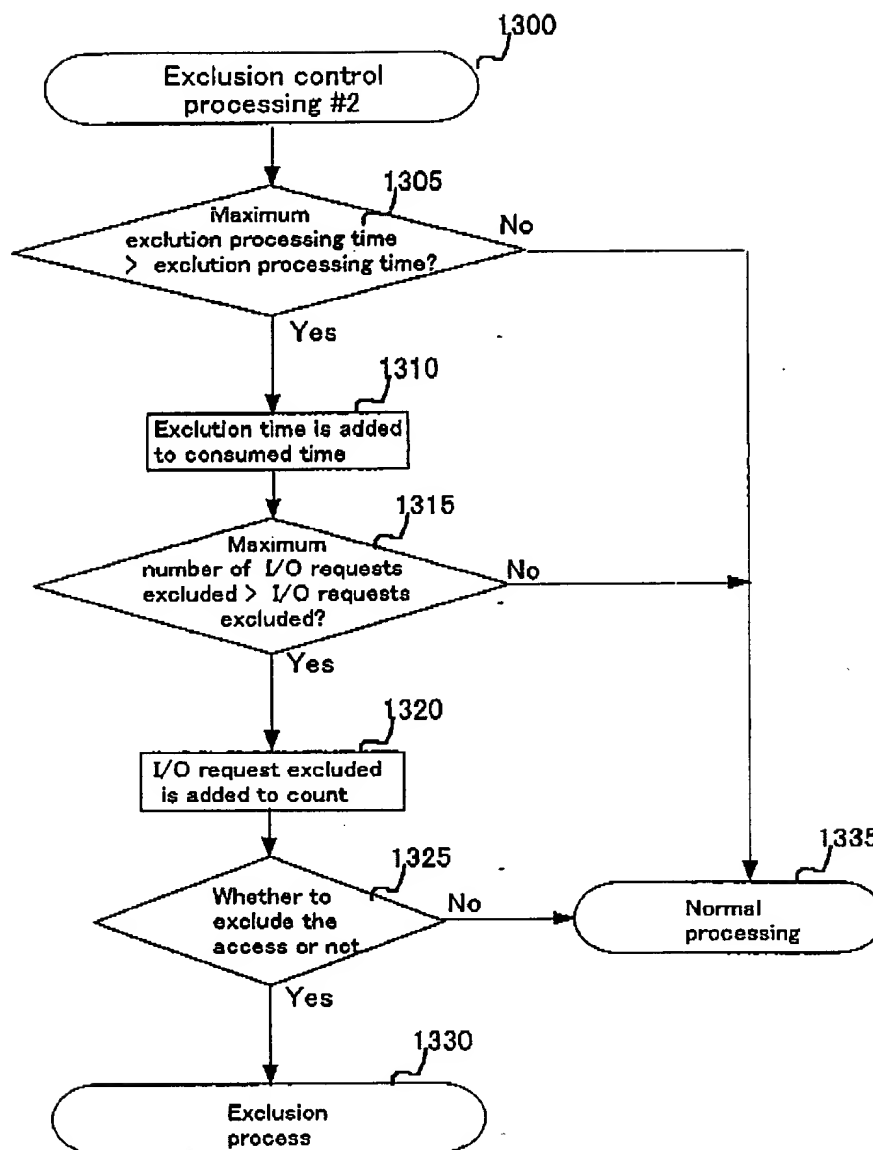 1300
Exclusion control
processing #2
1305
Maximum
exclution processing time
> exclution processing time?
No
Yes
1310
Exclution time is added
to consumed time
1315
Maximum
number of I/O requests
excluded > I/O requests
excluded?
No
Yes
1320
I/O request excluded
is added to count
1325
Whether to
exclude the
access or not
No
1335
Normal
processing
Yes
1330
Exclusion
process